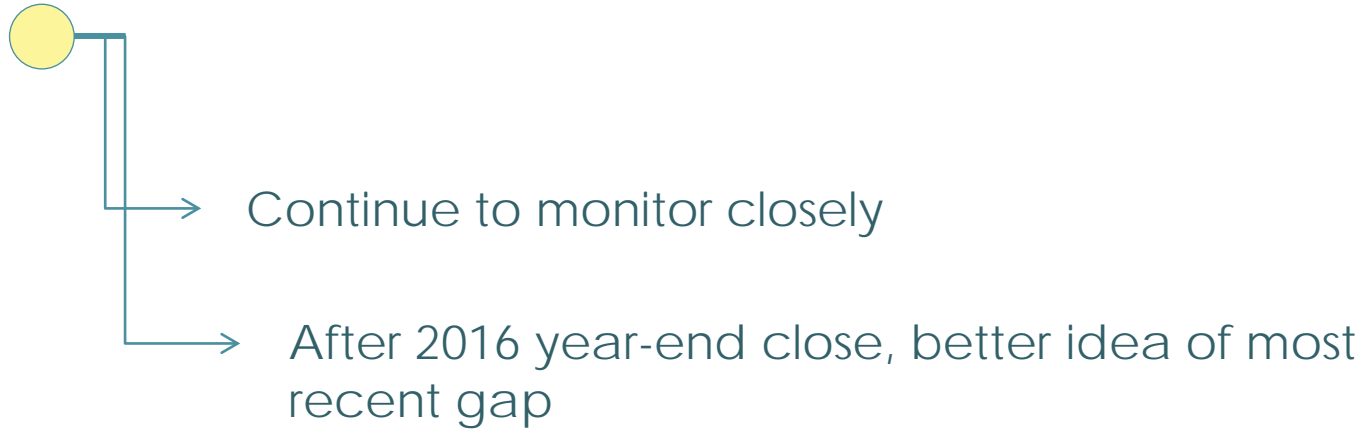 Continue to monitor closely
After 2016 year-end close, better idea of most
recent gap